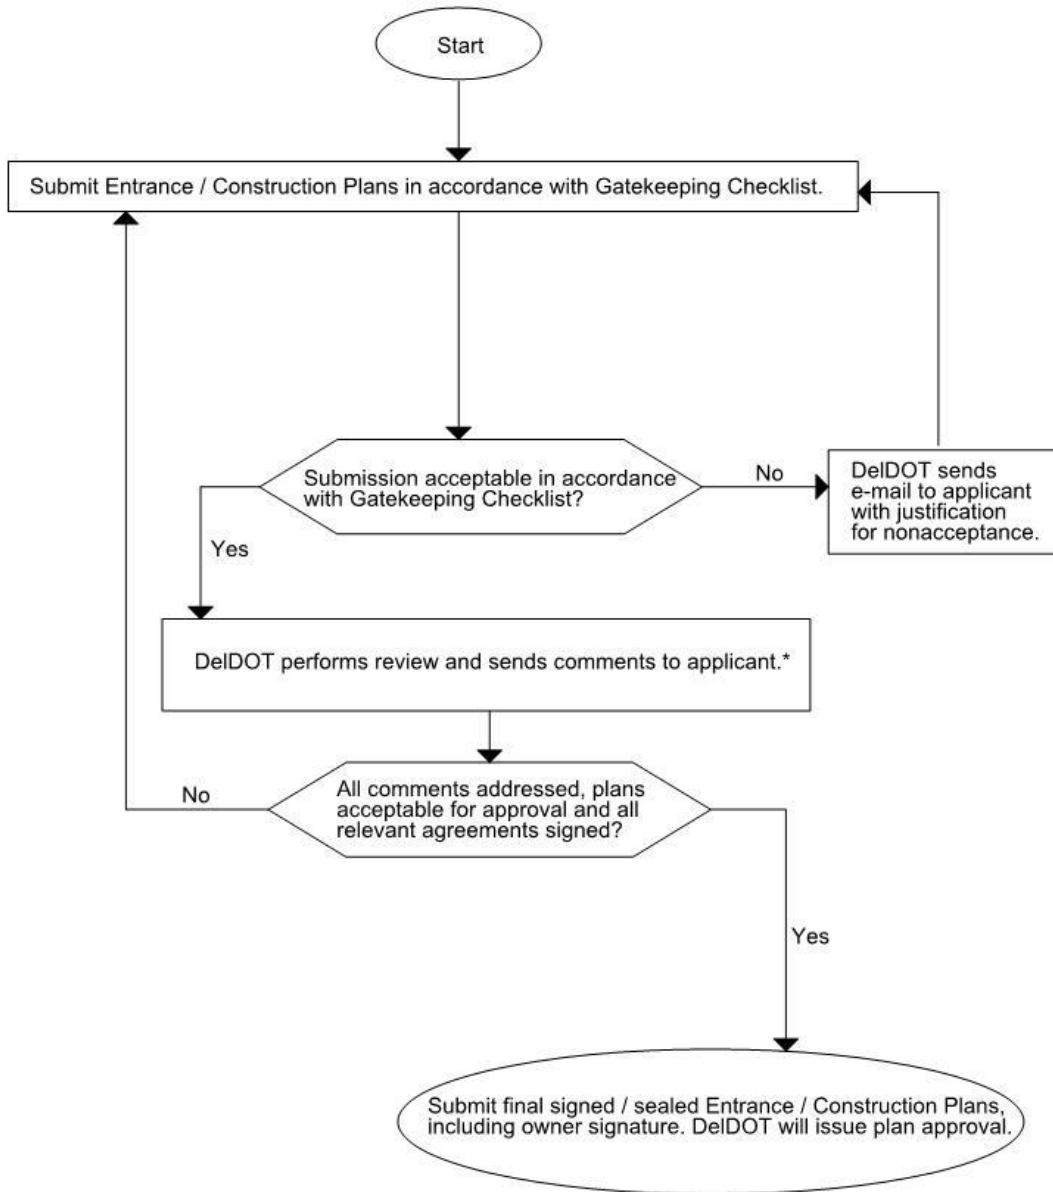 Start
Submit Entrance / Construction Plans in accordance with Gatekeeping Checklist.
Submission acceptable in accordance
with Gatekeeping Checklist?
No
DelDOT sends
e-mail to applicant
with justification
for nonacceptance.
Yes
DelDOT performs review and sends comments to applicant.*
All comments addressed, plans
acceptable for approval and all
relevant agreements signed?
No
Yes
Submit final signed / sealed Entrance / Construction Plans,
including owner signature. DelDOT will issue plan approval.